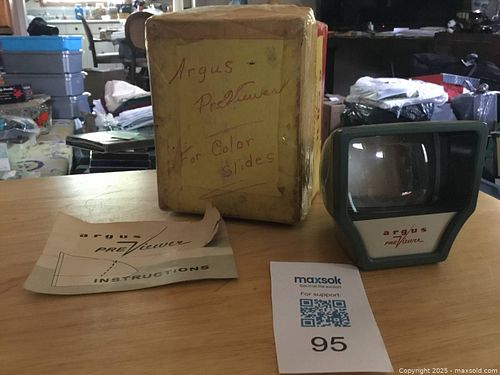 Argus
PreViewer
For Color
Slides
argus
PREViewer
INSTRUCTIONS
argus
PREViewer
maxsold
For support:
95
Copyright 2025 - maxsold.com